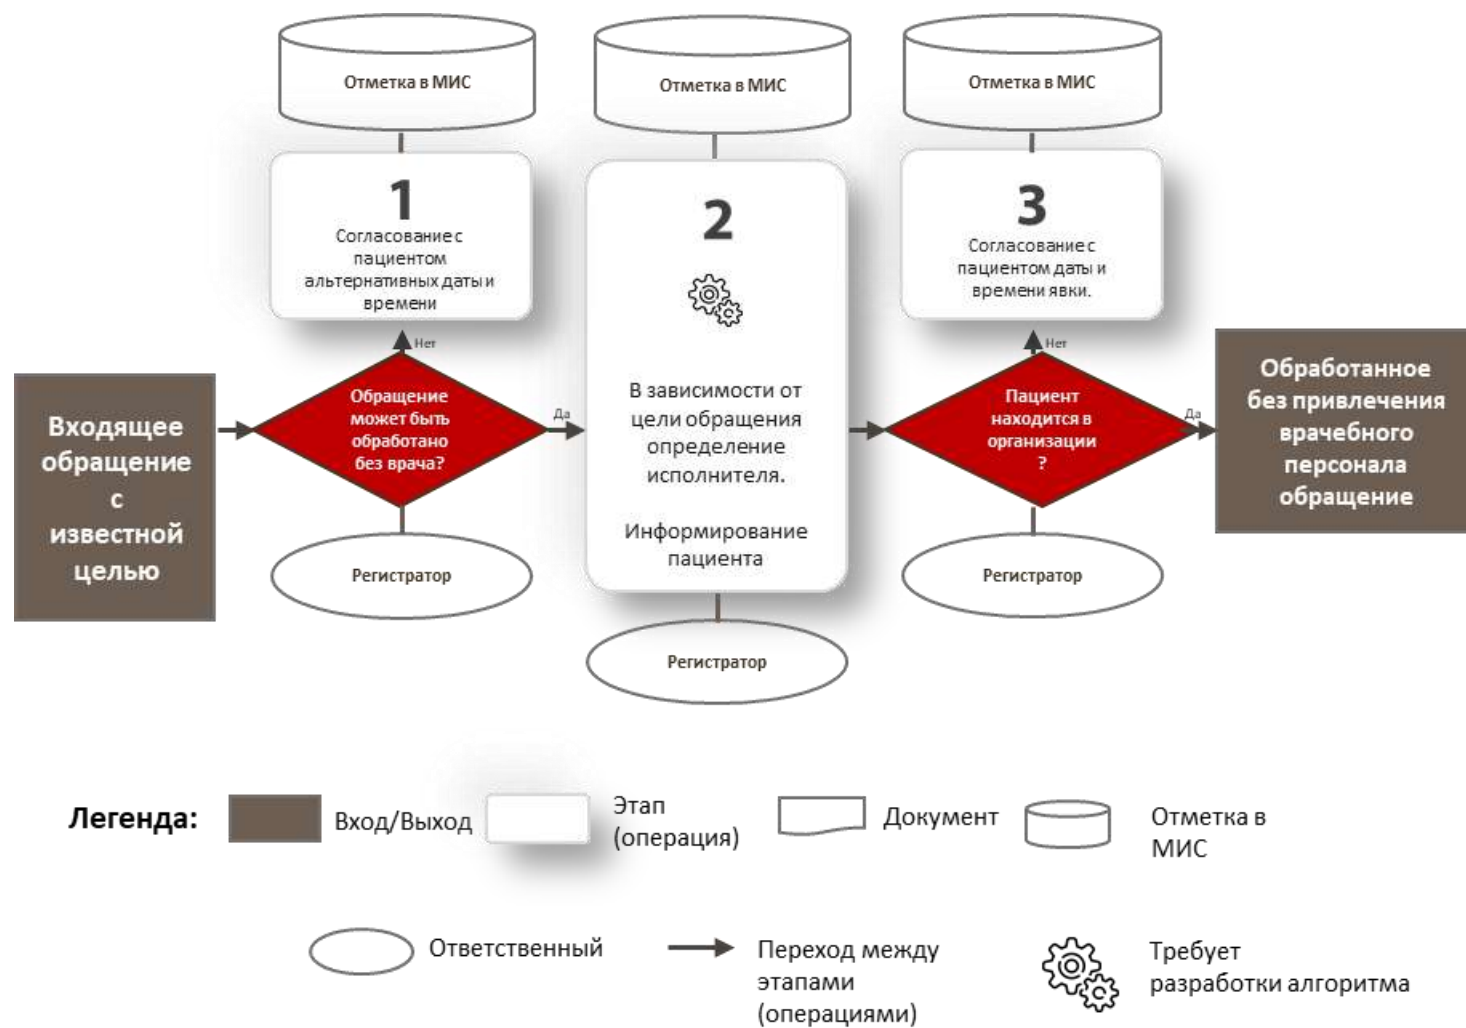 Отметка в МИС
Отметка в МИС
Отметка в МИС
1
Согласование с
пациентом
альтернативных даты и
времени
2
3
Согласование с
пациентом даты и
времени явки.
Нет
Нет
Входящее
обращение
с
известной
целью
Обращение
может быть
обработано
без врача?
Да
В зависимости от
цели обращения
определение
исполнителя.
Информирование
пациента
Пациент
находится в
организации
?
Да
Обработанное
без привлечения
врачебного
персонала
обращение
Регистратор
Регистратор
Регистратор
Легенда:
Вход/Выход
Этап
(операция)
Документ
Отметка в
МИС
Ответственный
Переход между
этапами
(операциями)
Требует
разработки алгоритма